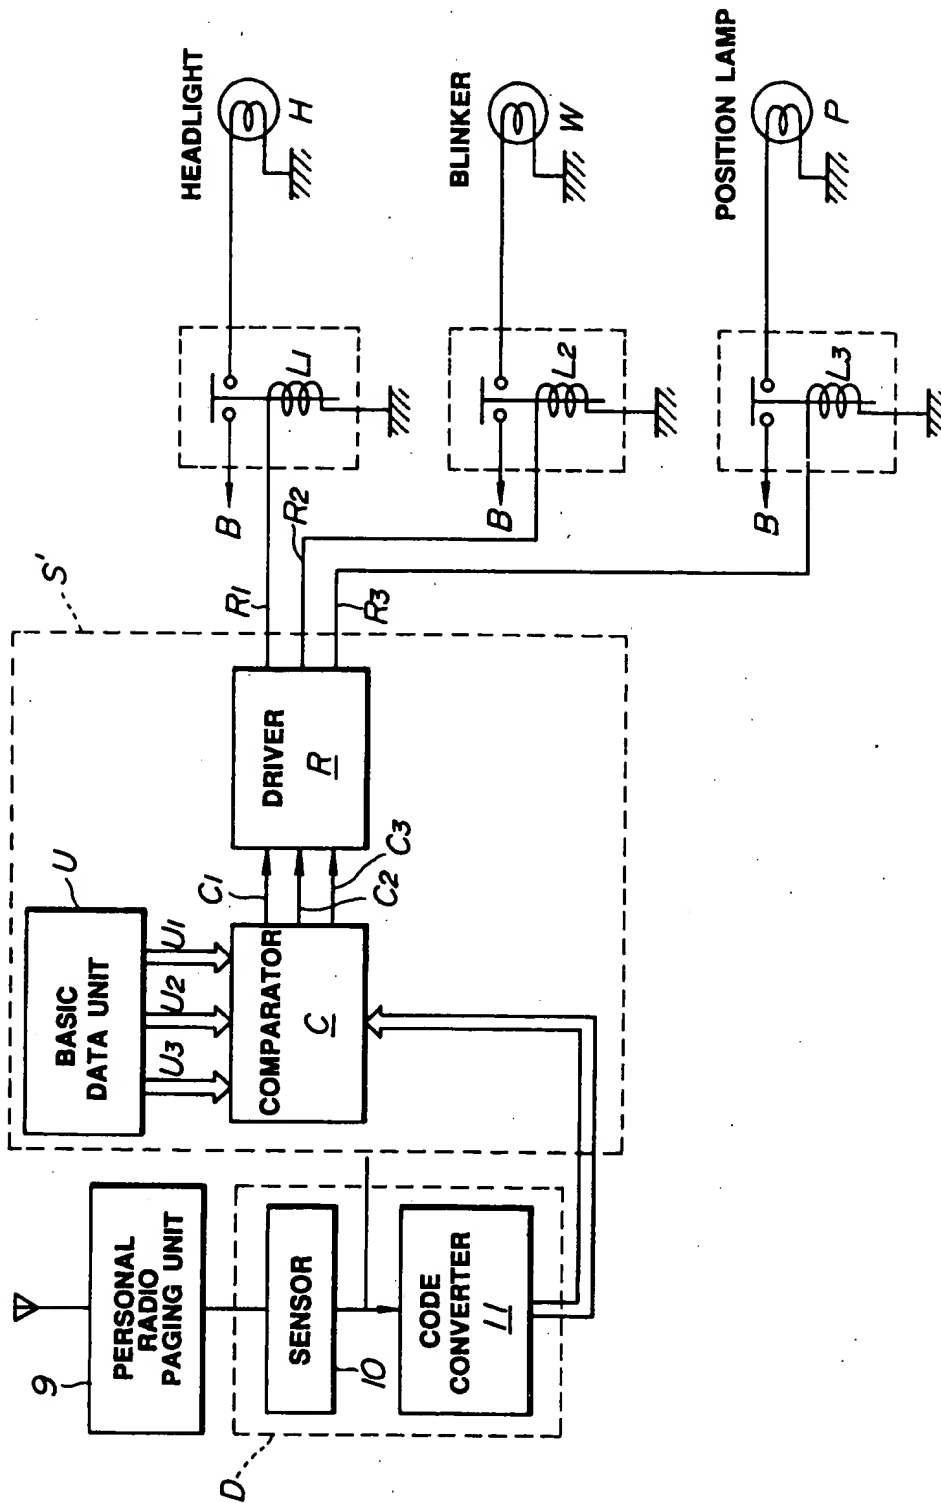 HEADLIGHT
H
BLINKER
W
POSITION LAMP
P
L1
L2
L3
B
B
B
S'
R1
R2
R3
DRIVER
R
C1
C2
C3
U
BASIC
DATA UNIT
U1
U2
U3
COMPARATOR
C
9
PERSONAL
RADIO
PAGING UNIT
SENSOR
10
CODE
CONVERTER
11
D